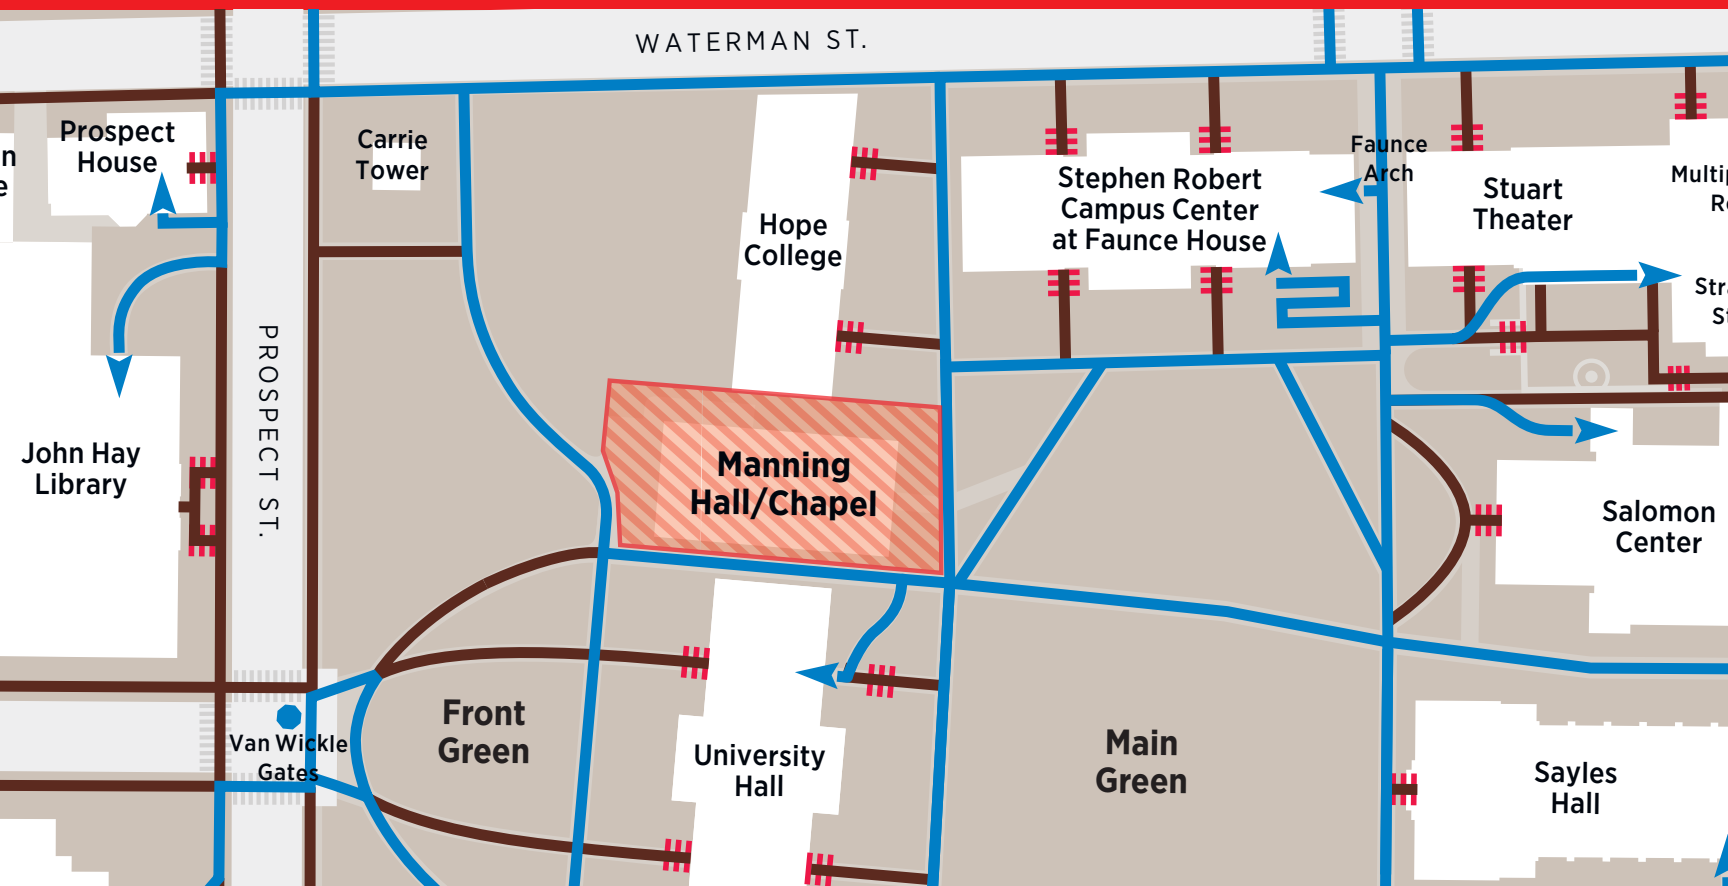 WATERMAN ST.
Prospect
House
Carrie
Tower
Hope
College
Stephen Robert
Campus Center
at Faunce House
Faunce
Arch
Stuart
Theater
PROSPECT ST.
John Hay
Library
Manning
Hall/Chapel
Salomon
Center
Van Wickle
Gates
Front
Green
University
Hall
Main
Green
Sayles
Hall